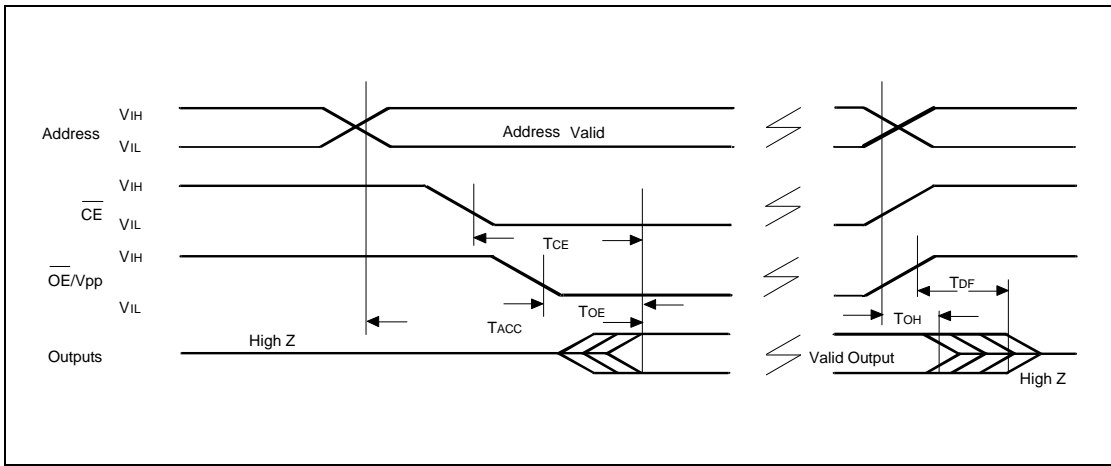 VIH
Address
VIL
Address Valid
VIH
CE
VIL
TCE
VIH
OE/Vpp
VIL
TACC
TOE
TDF
TOH
Outputs
High Z
Valid Output
High Z